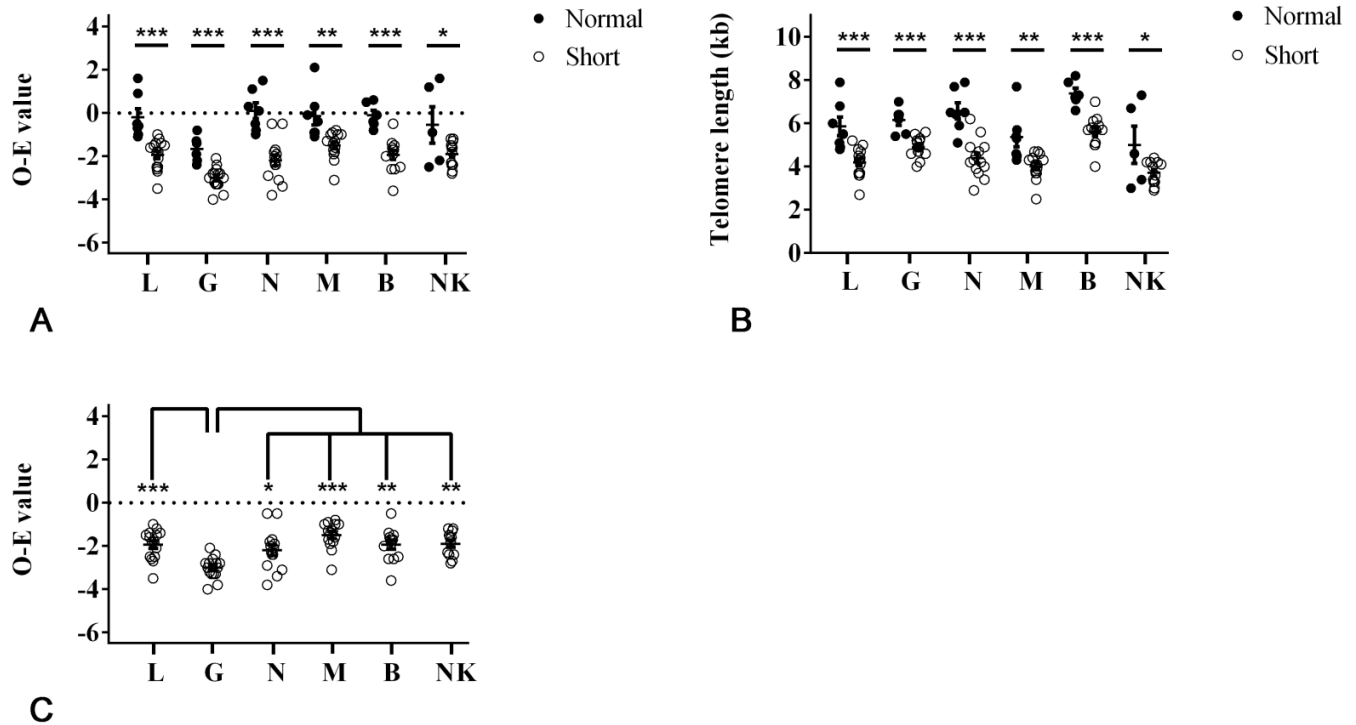 4
2
0
-2
-4
-6
O-E value
*** *** *** ** *** *
L G N M B NK
Normal
Short
A
10
8
6
4
2
0
Telomere length (kb)
*** *** *** ** *** *
L G N M B NK
Normal
Short
B
4
2
0
-2
-4
-6
O-E value
*** * *** ** **
L G N M B NK
C